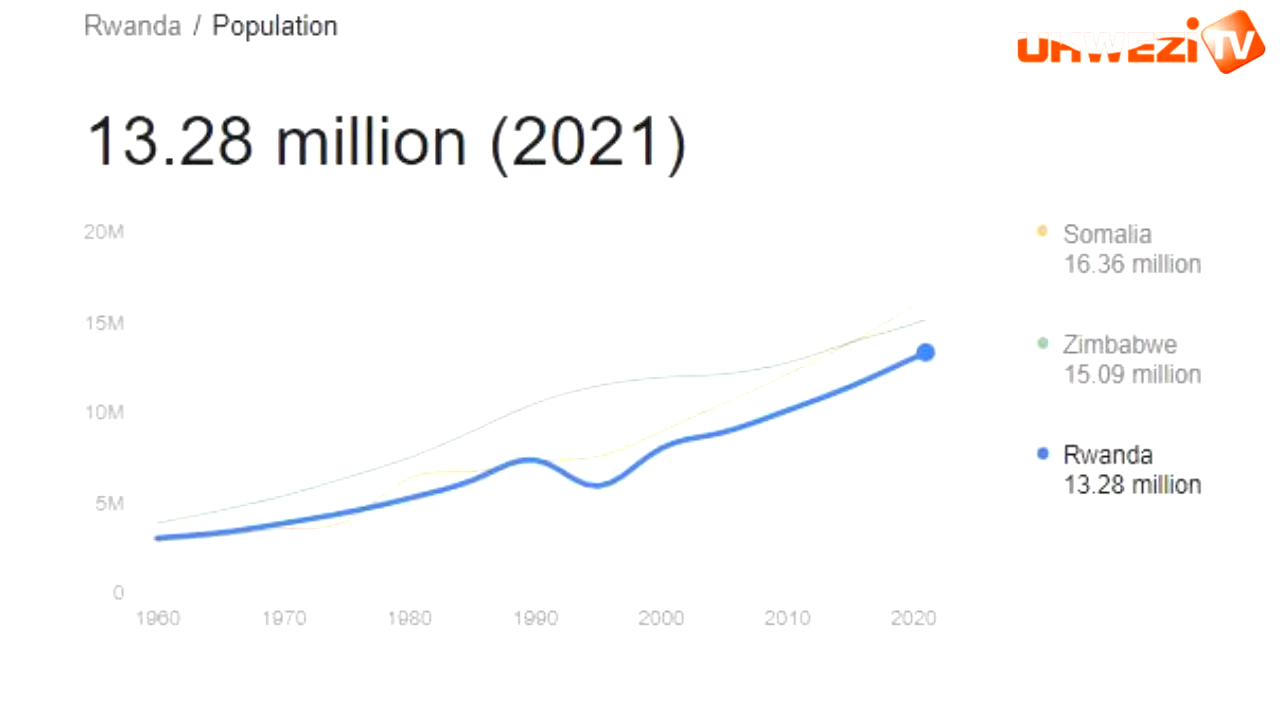 Rwanda / Population
UKWEZI TV
13.28 million (2021)
20M
15M
10M
5M
0
1960 1970 1980 1990 2000 2010 2020
Somalia
16.36 million
Zimbabwe
15.09 million
Rwanda
13.28 million